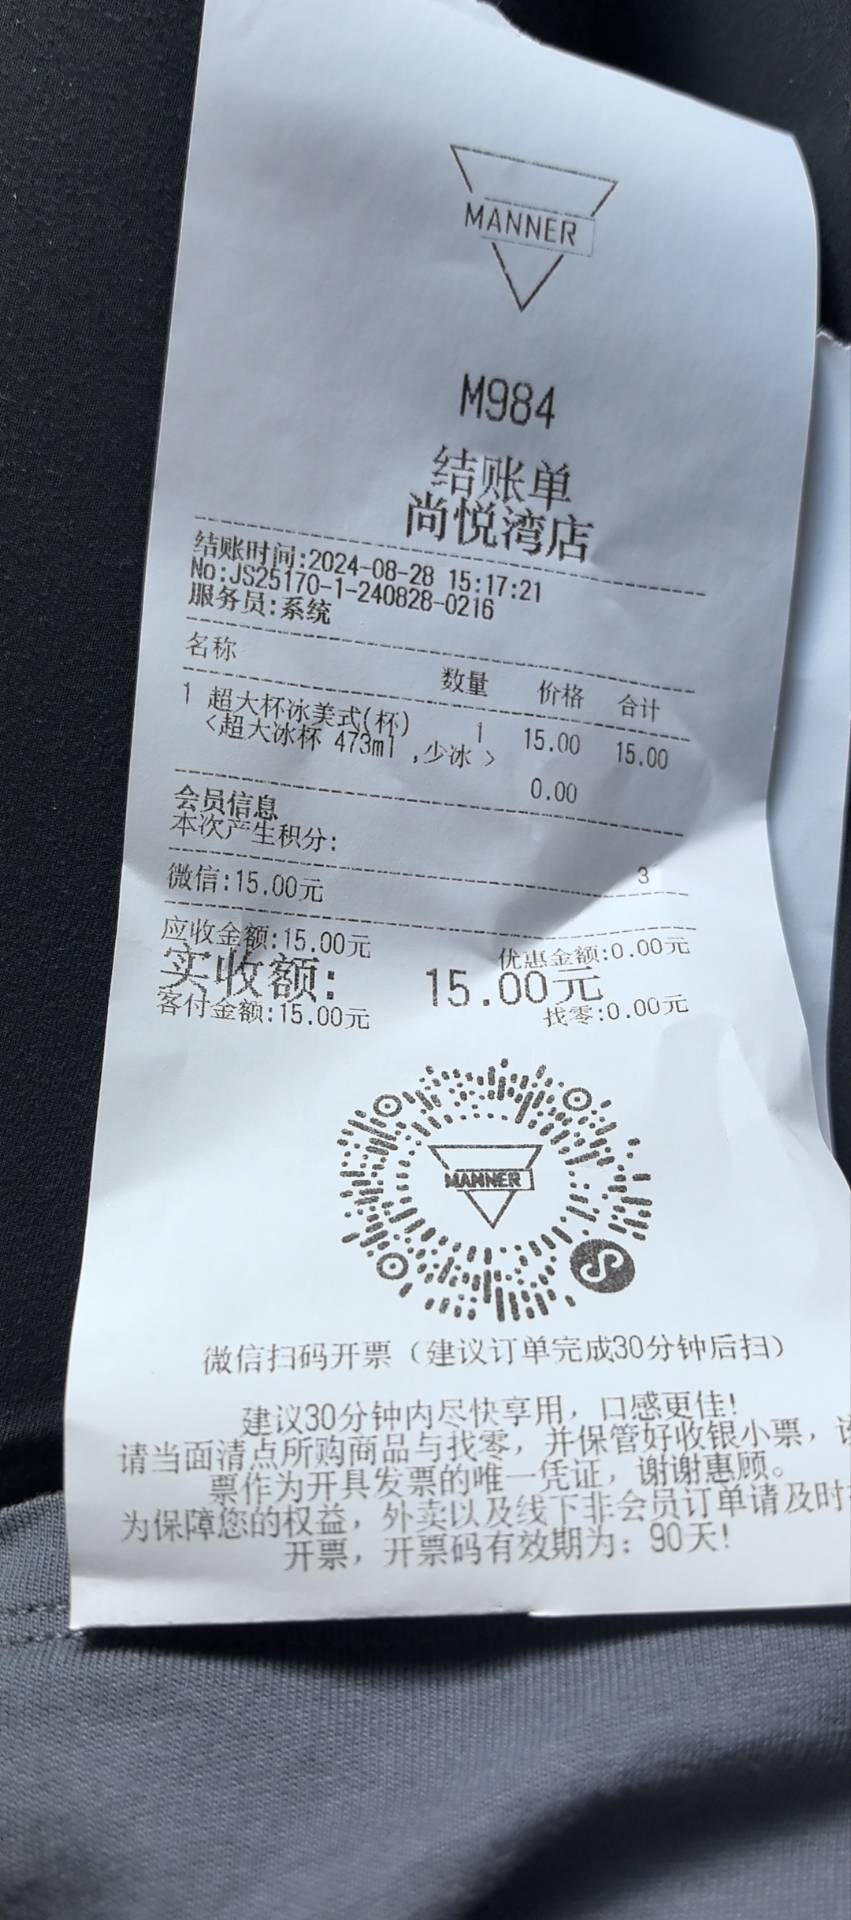 MANNER
M984
结账单
尚悦湾店
结账时间:2024-08-28 15:17:21
No:JS25170-1-240828-0216
服务员:系统
名称 数量 价格 合计
1 超大杯冰美式(杯) 1 15.00 15.00
<超大冰杯 473ml ,少冰 > 0.00
会员信息
本次产生积分: 3
微信:15.00元
应收金额:15.00元 优惠金额:0.00元
实收额: 15.00元
客付金额:15.00元 找零:0.00元
MANNER
微信扫码开票（建议订单完成30分钟后扫）
建议30分钟内尽快享用，口感更佳!
请当面清点所购商品与找零，并保管好收银小票，
票作为开具发票的唯一凭证，谢谢惠顾。
为保障您的权益，外卖以及线下非会员订单请及时
开票，开票码有效期为：90天!